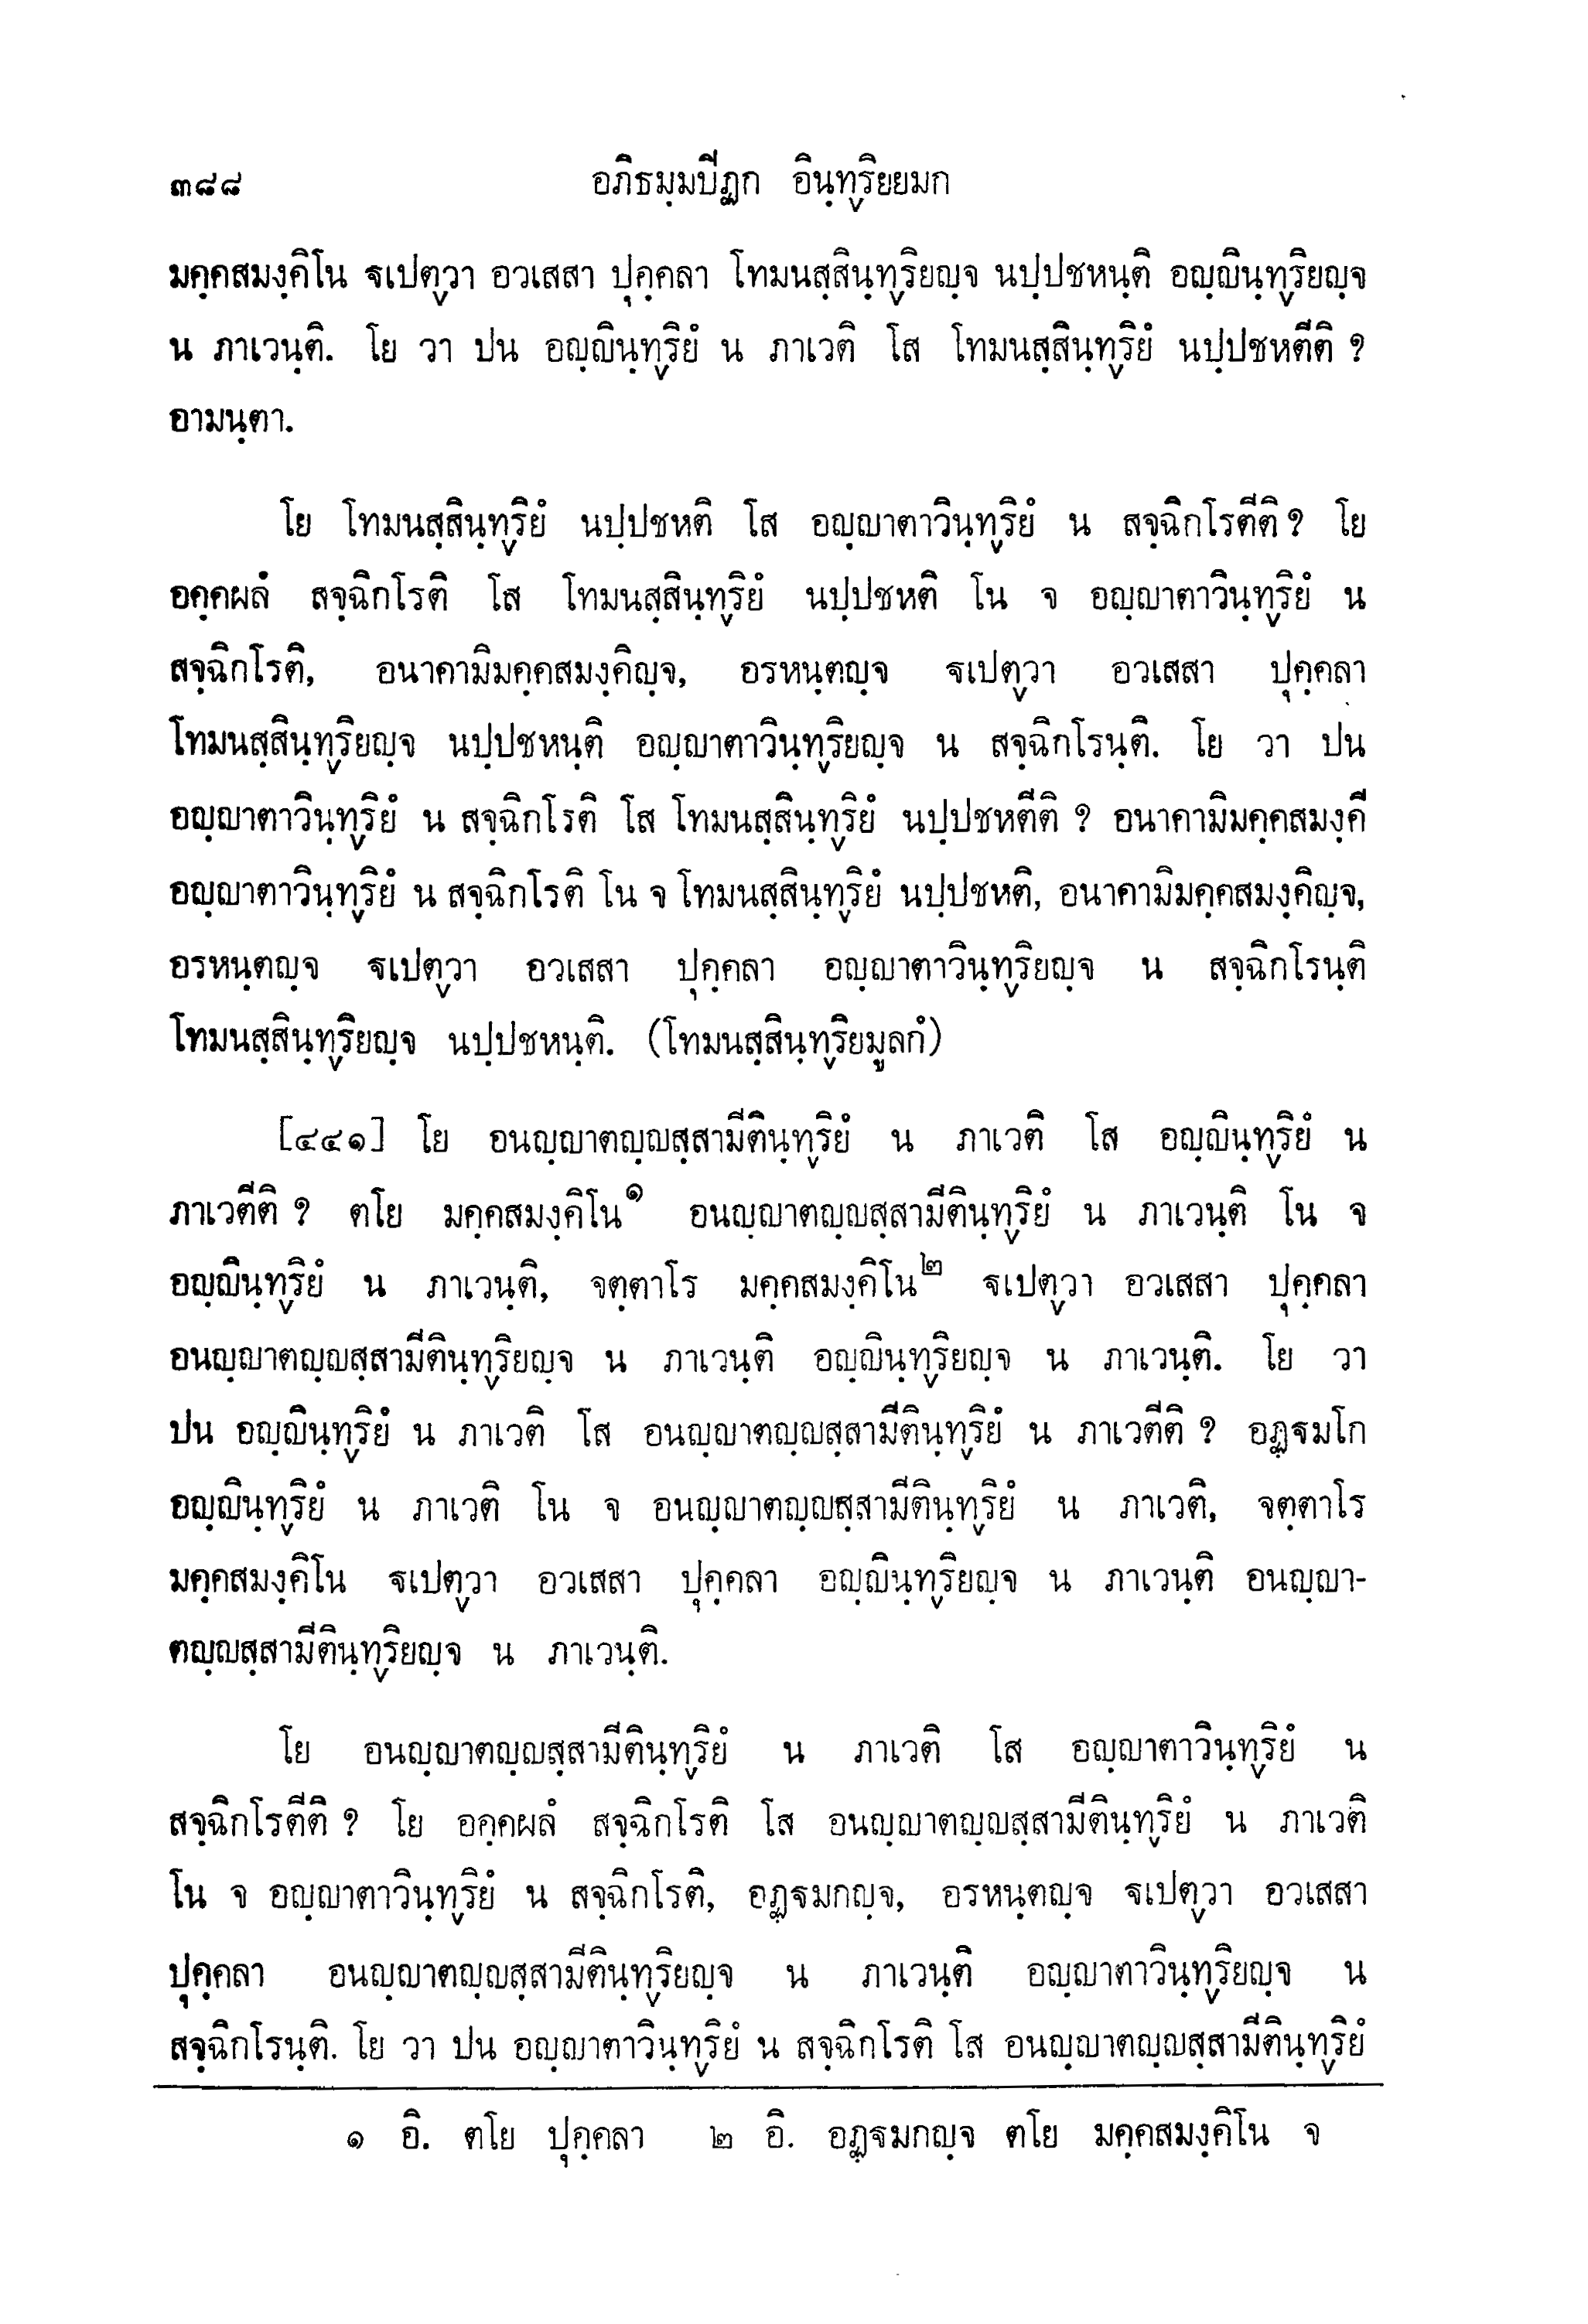 ๓๘๘ อภิธมฺมปีฏก อินฺทฺริยยมก
มคฺคสมงฺคิโน ฐเปตฺวา อวเสสา ปุคฺคลา โทมนสฺสินฺทฺริยญฺจ นปฺปชหนฺติ อญฺญินฺทฺริยญฺจ
น ภาเวนฺติ. โย วา ปน อญฺญินฺทฺริยํ น ภาเวติ โส โทมนสฺสินฺทฺริยํ นปฺปชหตีติ ?
อามนฺตา.
โย โทมนสฺสินฺทฺริยํ นปฺปชหติ โส อญฺญาตาวินฺทฺริยํ น สจฺฉิกโรตีติ ? โย
อคฺคผลํ สจฺฉิกโรติ โส โทมนสฺสินฺทฺริยํ นปฺปชหติ โน จ อญฺญาตาวินฺทฺริยํ น
สจฺฉิกโรติ, อนาคามิมคฺคสมงฺคิญฺจ, อรหนฺตญฺจ ฐเปตฺวา อวเสสา ปุคฺคลา
โทมนสฺสินฺทฺริยญฺจ นปฺปชหนฺติ อญฺญาตาวินฺทฺริยญฺจ น สจฺฉิกโรนฺติ. โย วา ปน
อญฺญาตาวินฺทฺริยํ น สจฺฉิกโรติ โส โทมนสฺสินฺทฺริยํ นปฺปชหตีติ ? อนาคามิมคฺคสมงฺคี
อญฺญาตาวินฺทฺริยํ น สจฺฉิกโรติ โน จ โทมนสฺสินฺทฺริยํ นปฺปชหติ, อนาคามิมคฺคสมงฺคิญฺจ,
อรหนฺตญฺจ ฐเปตฺวา อวเสสา ปุคฺคลา อญฺญาตาวินฺทฺริยญฺจ น สจฺฉิกโรนฺติ
โทมนสฺสินฺทฺริยญฺจ นปฺปชหนฺติ. (โทมนสฺสินฺทฺริยมูลกํ)
[๔๔๑] โย อนญฺญาตญฺญสฺสามีตินฺทฺริยํ น ภาเวติ โส อญฺญินฺทฺริยํ น
ภาเวตีติ ? ตโย มคฺคสมงฺคิโน๑ อนญฺญาตญฺญสฺสามีตินฺทฺริยํ น ภาเวนฺติ โน จ
อญฺญินฺทฺริยํ น ภาเวนฺติ, จตฺตาโร มคฺคสมงฺคิโน๒ ฐเปตฺวา อวเสสา ปุคฺคลา
อนญฺญาตญฺญสฺสามีตินฺทฺริยญฺจ น ภาเวนฺติ อญฺญินฺทฺริยญฺจ น ภาเวนฺติ. โย วา
ปน อญฺญินฺทฺริยํ น ภาเวติ โส อนญฺญาตญฺญสฺสามีตินฺทฺริยํ น ภาเวตีติ ? อฏฺฐมโก
อญฺญินฺทฺริยํ น ภาเวติ โน จ อนญฺญาตญฺญสฺสามีตินฺทฺริยํ น ภาเวติ, จตฺตาโร
มคฺคสมงฺคิโน ฐเปตฺวา อวเสสา ปุคฺคลา อญฺญินฺทฺริยญฺจ น ภาเวนฺติ อนญฺญา-
ตญฺญสฺสามีตินฺทฺริยญฺจ น ภาเวนฺติ.
โย อนญฺญาตญฺญสฺสามีตินฺทฺริยํ น ภาเวติ โส อญฺญาตาวินฺทฺริยํ น
สจฺฉิกโรตีติ ? โย อคฺคผลํ สจฺฉิกโรติ โส อนญฺญาตญฺญสฺสามีตินฺทฺริยํ น ภาเวติ
โน จ อญฺญาตาวินฺทฺริยํ น สจฺฉิกโรติ, อฏฺฐมกญฺจ, อรหนฺตญฺจ ฐเปตฺวา อวเสสา
ปุคฺคลา อนญฺญาตญฺญสฺสามีตินฺทฺริยญฺจ น ภาเวนฺติ อญฺญาตาวินฺทฺริยญฺจ น
สจฺฉิกโรนฺติ. โย วา ปน อญฺญาตาวินฺทฺริยํ น สจฺฉิกโรติ โส อนญฺญาตญฺญสฺสามีตินฺทฺริยํ
๑ อิ. ตโย ปุคฺคลา ๒ อิ. อฏฺฐมกญฺจ ตโย มคฺคสมงฺคิโน จ